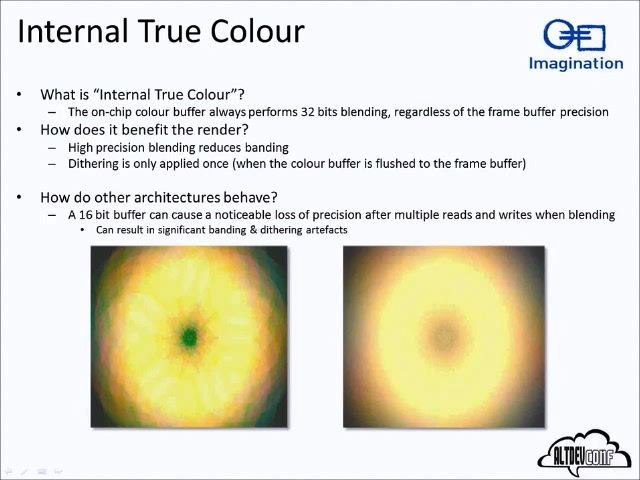 Internal True Colour
Imagination
• What is “Internal True Colour”?
– The on-chip colour buffer always performs 32 bits blending, regardless of the frame buffer precision
• How does it benefit the render?
– High precision blending reduces banding
– Dithering is only applied once (when the colour buffer is flushed to the frame buffer)
• How do other architectures behave?
– A 16 bit buffer can cause a noticeable loss of precision after multiple reads and writes when blending
• Can result in significant banding & dithering artefacts
ALTDEVCONF